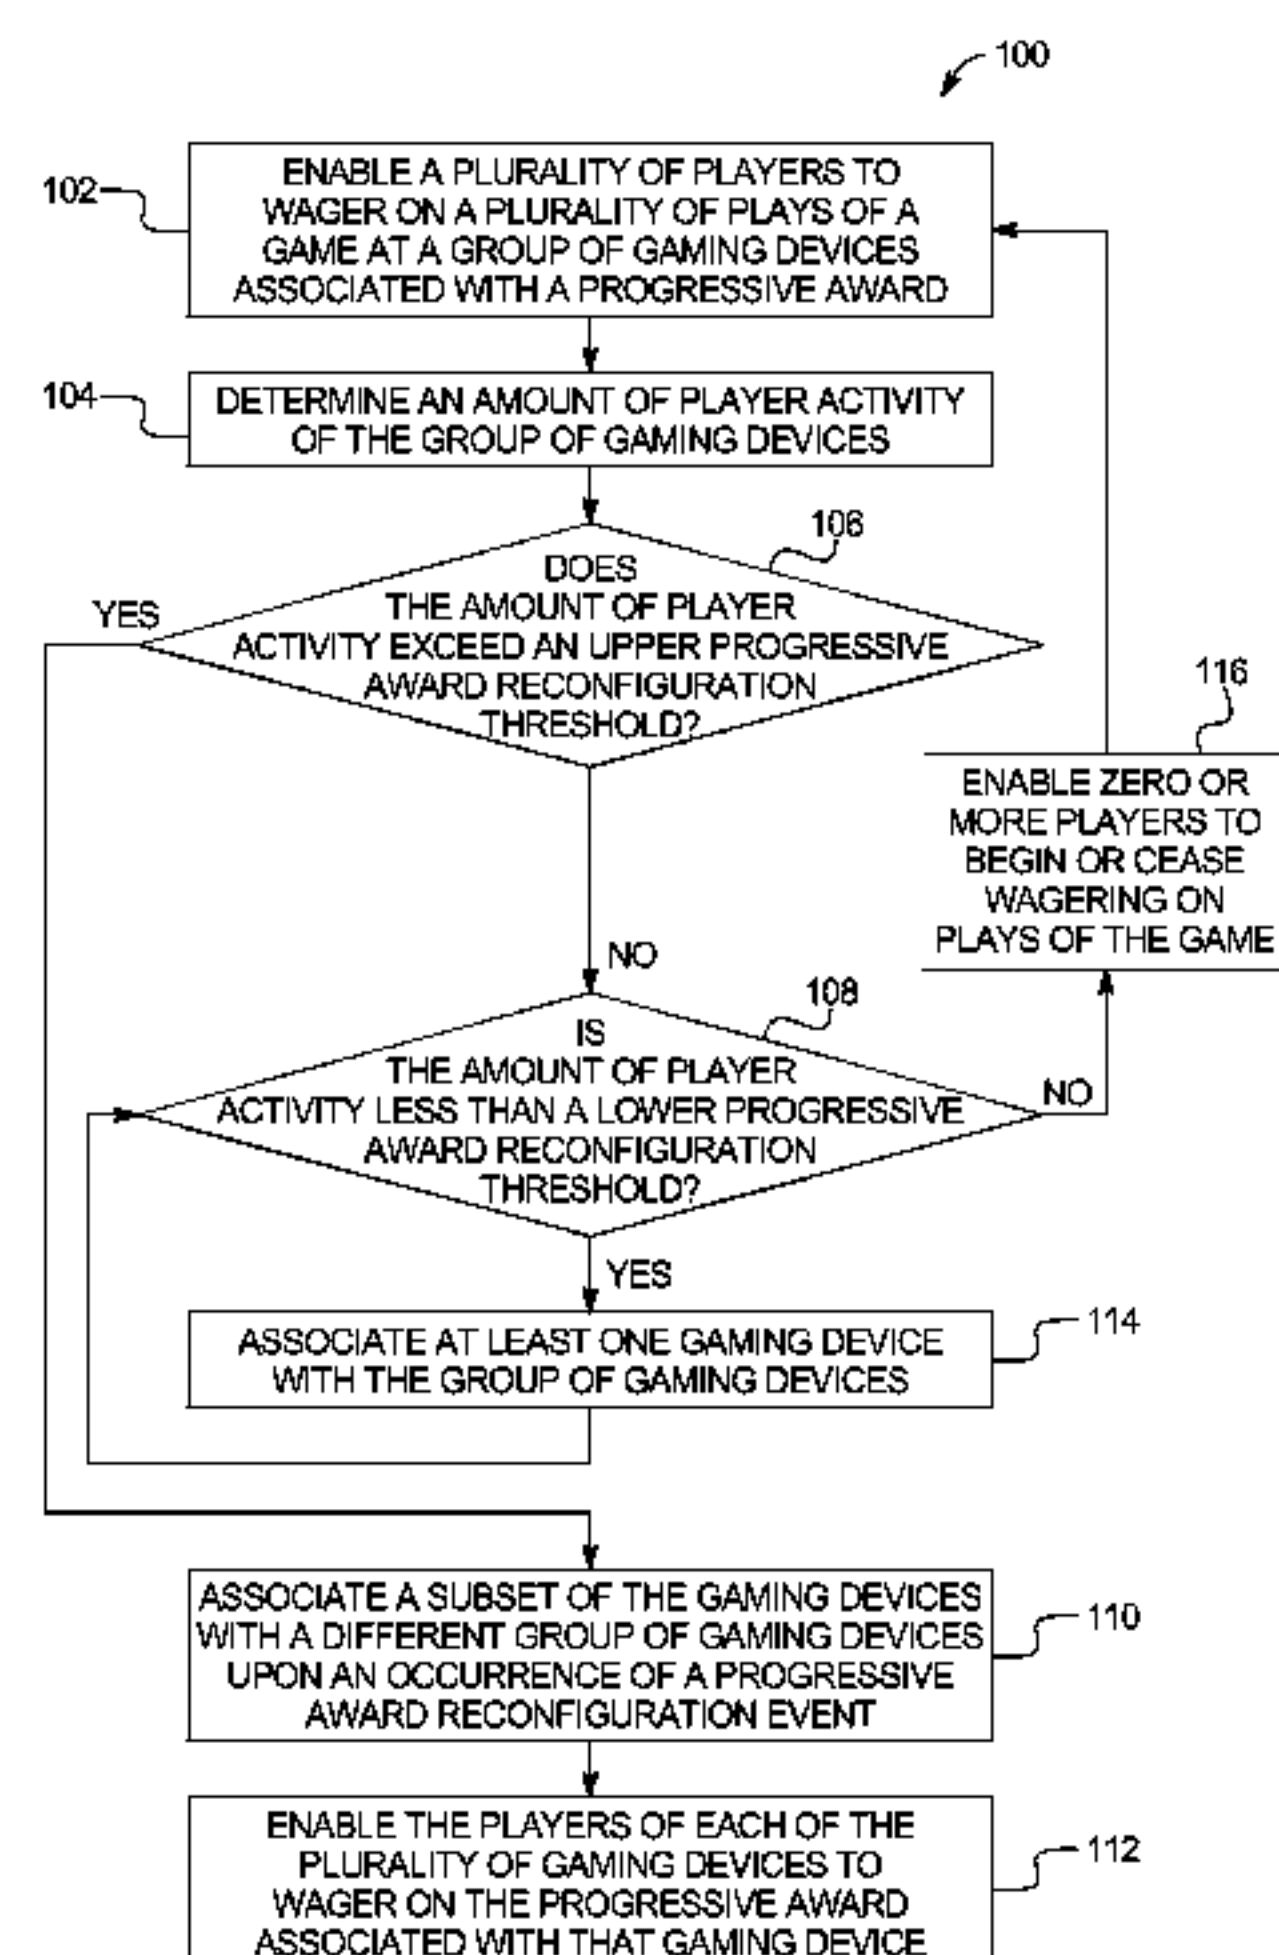 100
102
ENABLE A PLURALITY OF PLAYERS TO
WAGER ON A PLURALITY OF PLAYS OF A
GAME AT A GROUP OF GAMING DEVICES
ASSOCIATED WITH A PROGRESSIVE AWARD
104
DETERMINE AN AMOUNT OF PLAYER ACTIVITY
OF THE GROUP OF GAMING DEVICES
106
DOES
THE AMOUNT OF PLAYER
ACTIVITY EXCEED AN UPPER PROGRESSIVE
AWARD RECONFIGURATION
THRESHOLD?
YES
NO
116
ENABLE ZERO OR
MORE PLAYERS TO
BEGIN OR CEASE
WAGERING ON
PLAYS OF THE GAME
108
IS
THE AMOUNT OF PLAYER
ACTIVITY LESS THAN A LOWER PROGRESSIVE
AWARD RECONFIGURATION
THRESHOLD?
NO
YES
114
ASSOCIATE AT LEAST ONE GAMING DEVICE
WITH THE GROUP OF GAMING DEVICES
ASSOCIATE A SUBSET OF THE GAMING DEVICES
WITH A DIFFERENT GROUP OF GAMING DEVICES
UPON AN OCCURRENCE OF A PROGRESSIVE
AWARD RECONFIGURATION EVENT
110
ENABLE THE PLAYERS OF EACH OF THE
PLURALITY OF GAMING DEVICES TO
WAGER ON THE PROGRESSIVE AWARD
ASSOCIATED WITH THAT GAMING DEVICE
112